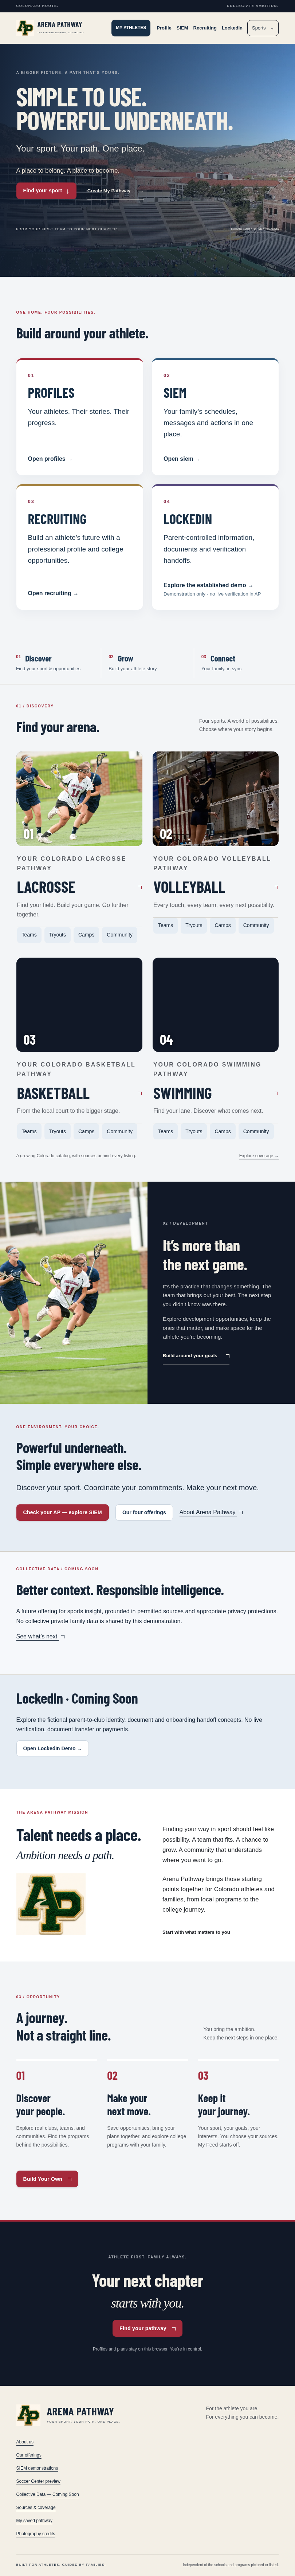 COLORADO ROOTS.
COLLEGIATE AMBITION.
AP
ARENA PATHWAY
MY ATHLETES
Profile
SIEM
Recruiting
LockedIn
Sports
A BIGGER PICTURE. A PATH THAT'S YOURS.
SIMPLE TO USE.
POWERFUL UNDERNEATH.
Your sport. Your path. One place.
A place to belong. A place to become.
Find your sport ↓
Create My Pathway →
FROM YOUR FIRST TEAM TO YOUR NEXT CHAPTER.
ONE HOME. FOUR POSSIBILITIES.
Build around your athlete.
01
PROFILES
Your athletes. Their stories. Their
progress.
Open profiles →
02
SIEM
Your family's schedules,
messages and actions in one
place.
Open siem →
03
RECRUITING
Build an athlete's future with a
professional profile and college
opportunities.
Open recruiting →
04
LOCKEDIN
Parent-controlled information,
documents and verification
handoffs.
Explore the established demo →
Demonstration only · no live verification in AP
01 Discover
Find your sport & opportunities
02 Grow
Build your athlete story
03 Connect
Your family, in sync
01 / DISCOVERY
Find your arena.
Four sports. A world of possibilities.
Choose where your story begins.
01
YOUR COLORADO LACROSSE
PATHWAY
LACROSSE
Find your field. Build your game. Go further
together.
Teams
Tryouts
Camps
Community
02
YOUR COLORADO VOLLEYBALL
PATHWAY
VOLLEYBALL
Every touch, every team, every next possibility.
Teams
Tryouts
Camps
Community
03
YOUR COLORADO BASKETBALL
PATHWAY
BASKETBALL
From the local court to the bigger stage.
Teams
Tryouts
Camps
Community
04
YOUR COLORADO SWIMMING
PATHWAY
SWIMMING
Find your lane. Discover what comes next.
Teams
Tryouts
Camps
Community
A growing Colorado catalog, with sources behind every listing.
Explore coverage →
02 / DEVELOPMENT
It's more than
the next game.
It's the practice that changes something. The
team that brings out your best. The next step
you didn't know was there.
Explore development opportunities, keep the
ones that matter, and make space for the
athlete you're becoming.
Build around your goals
ONE ENVIRONMENT. YOUR CHOICE.
Powerful underneath.
Simple everywhere else.
Discover your sport. Coordinate your commitments. Make your next move.
Check your AP — explore SIEM
Our four offerings
About Arena Pathway
COLLECTIVE DATA / COMING SOON
Better context. Responsible intelligence.
A future offering for sports insight, grounded in permitted sources and appropriate privacy protections.
No collective private family data is shared by this demonstration.
See what's next
LockedIn · Coming Soon
Explore the fictional parent-to-club identity, document and onboarding handoff concepts. No live
verification, document transfer or payments.
Open LockedIn Demo →
THE ARENA PATHWAY MISSION
Talent needs a place.
Ambition needs a path.
AP
Finding your way in sport should feel like
possibility. A team that fits. A chance to
grow. A community that understands
where you want to go.
Arena Pathway brings those starting
points together for Colorado athletes and
families, from local programs to the
college journey.
Start with what matters to you
03 / OPPORTUNITY
A journey.
Not a straight line.
You bring the ambition.
Keep the next steps in one place.
01
Discover
your people.
Explore real clubs, teams, and
communities. Find the programs
behind the possibilities.
02
Make your
next move.
Save opportunities, bring your
plans together, and explore college
programs with your family.
03
Keep it
your journey.
Your sport, your goals, your
interests. You choose your sources.
My Feed starts off.
Build Your Own
ATHLETE FIRST. FAMILY ALWAYS.
Your next chapter
starts with you.
Find your pathway
Profiles and plans stay on this browser. You're in control.
AP
ARENA PATHWAY
YOUR SPORT. YOUR PATH. ONE PLACE.
For the athlete you are.
For everything you can become.
About us
Our offerings
SIEM demonstrations
Soccer Center preview
Collective Data — Coming Soon
Sources & coverage
My saved pathway
Photography credits
BUILT FOR ATHLETES. GUIDED BY FAMILIES.
Independent of the schools and programs pictured or listed.